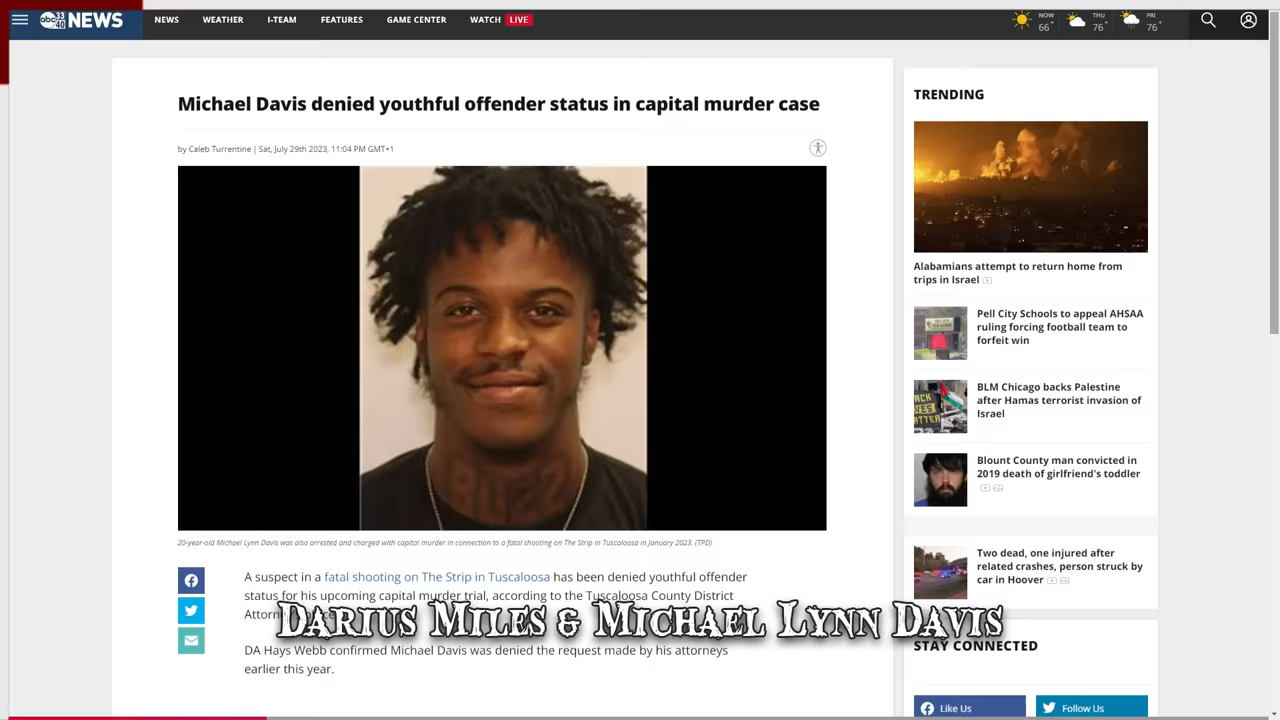 abc 33 40 NEWS
NEWS WEATHER I-TEAM FEATURES GAME CENTER WATCH LIVE
NOW 66° THU 76° FRI 76°
Michael Davis denied youthful offender status in capital murder case
by Caleb Turrentine | Sat, July 29th 2023, 11:04 PM GMT+1
20-year-old Michael Lynn Davis was also arrested and charged with capital murder in connection to a fatal shooting on The Strip in Tuscaloosa in January 2023. (TPD)
A suspect in a fatal shooting on The Strip in Tuscaloosa has been denied youthful offender
status for his upcoming capital murder trial, according to the Tuscaloosa County District
Attorney's
DARIUS MILES & MICHAEL LYNN DAVIS
DA Hays Webb confirmed Michael Davis was denied the request made by his attorneys
earlier this year.
TRENDING
Alabamians attempt to return home from
trips in Israel
Pell City Schools to appeal AHSAA
ruling forcing football team to
forfeit win
BLM Chicago backs Palestine
after Hamas terrorist invasion of
Israel
Blount County man convicted in
2019 death of girlfriend's toddler
Two dead, one injured after
related crashes, person struck by
car in Hoover
STAY CONNECTED
Like Us
Follow Us